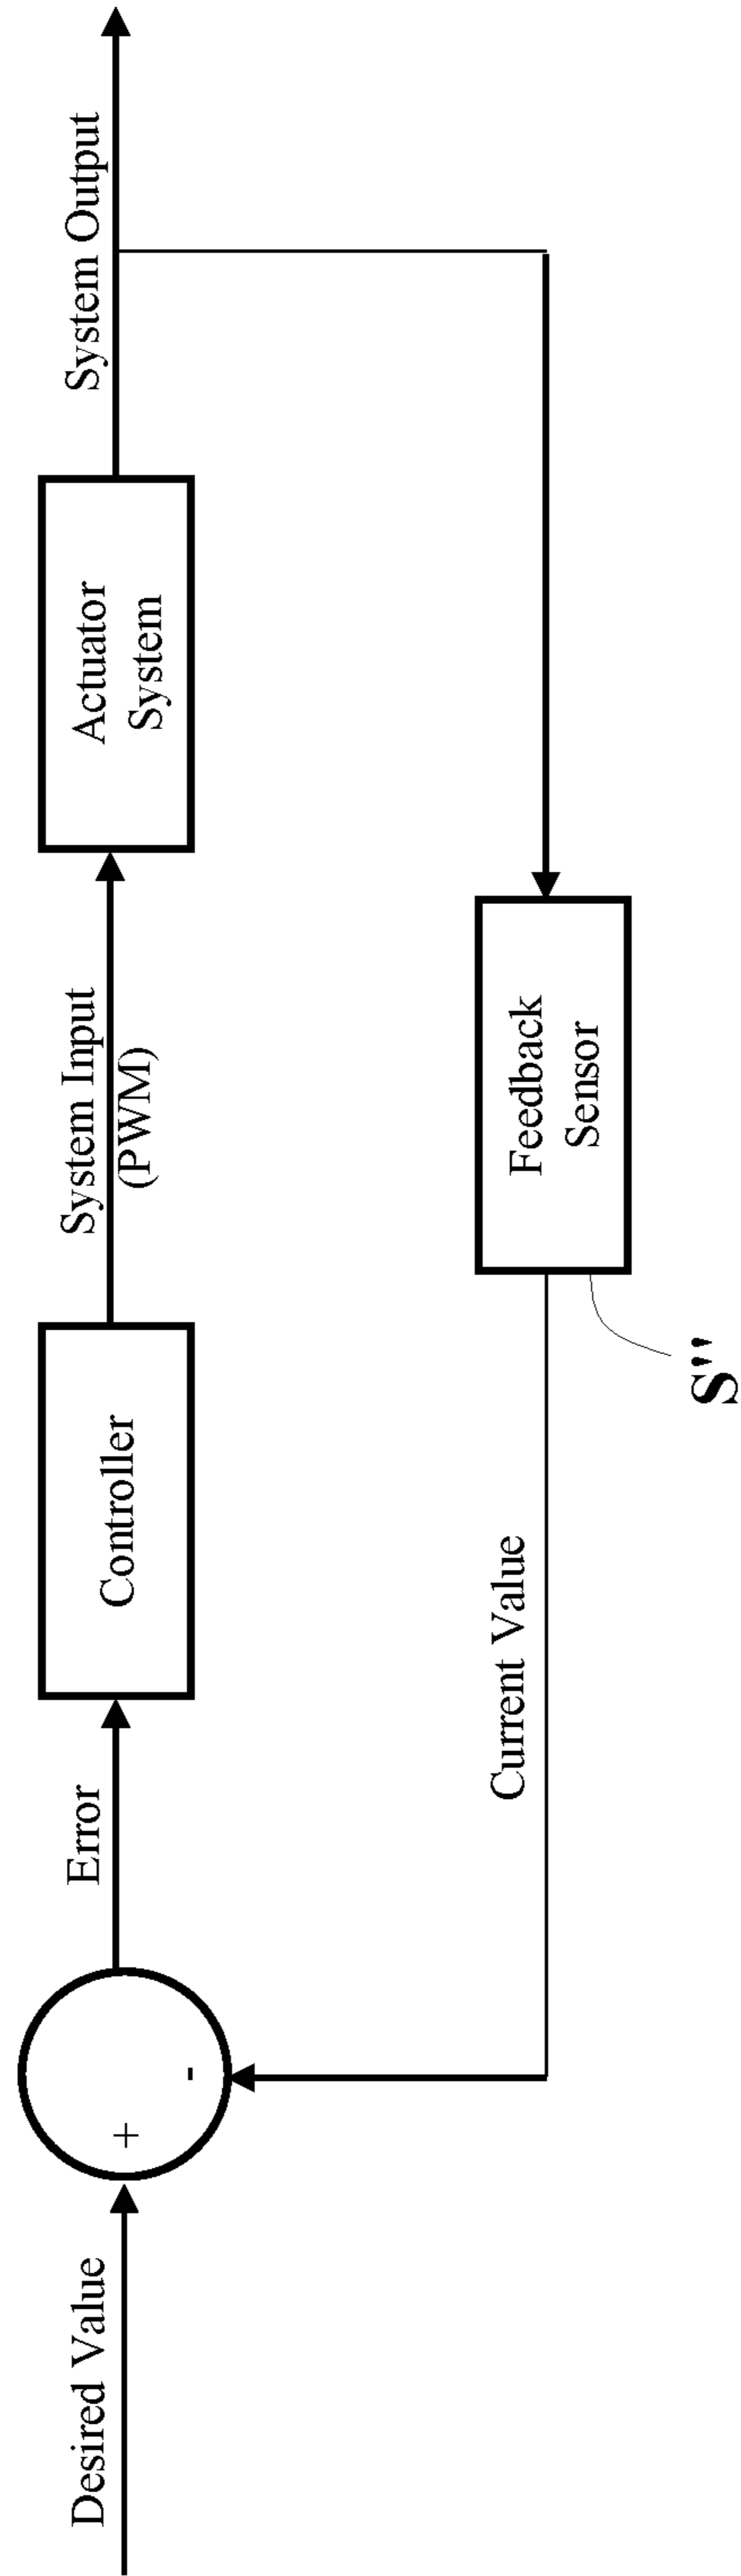 Desired Value
+
-
Error
Controller
System Input
(PWM)
Actuator
System
System Output
Current Value
Feedback
Sensor
S''